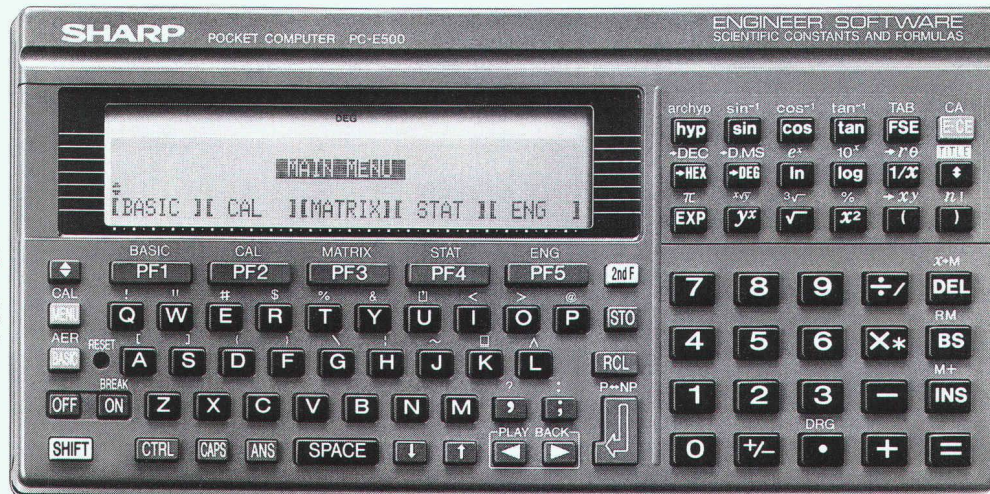 SHARP POCKET COMPUTER PC-E500
ENGINEER SOFTWARE
SCIENTIFIC CONSTANTS AND FORMULAS
DEG
MAIN MENU
[BASIC ][ CAL ][MATRIX][ STAT ][ ENG ]
BASIC CAL MATRIX STAT ENG
PF1 PF2 PF3 PF4 PF5 2nd F
CAL ! " # $ % & < > @
MENU Q W E R T Y U I O P STO
AER RESET [ ] { } \ ¦ ~ ^
BASIC A S D F G H J K L RCL
BREAK ? : P↔NP
OFF ON Z X C V B N M , ;
PLAY BACK
SHIFT CTRL CAPS ANS SPACE ↓ ↑ ◀ ▶
archyp sin⁻¹ cos⁻¹ tan⁻¹ TAB CA
hyp sin cos tan FSE C·CE
→DEC →D.MS eˣ 10ˣ →rθ TITLE
→HEX →DEG ln log 1/x
π ˣ√y ³√ % →xy n!
EXP yˣ √ x² ( )
x→M
7 8 9 ÷/ DEL
RM
4 5 6 ×* BS
M+
1 2 3 − INS
DRG
0 +/− • + =